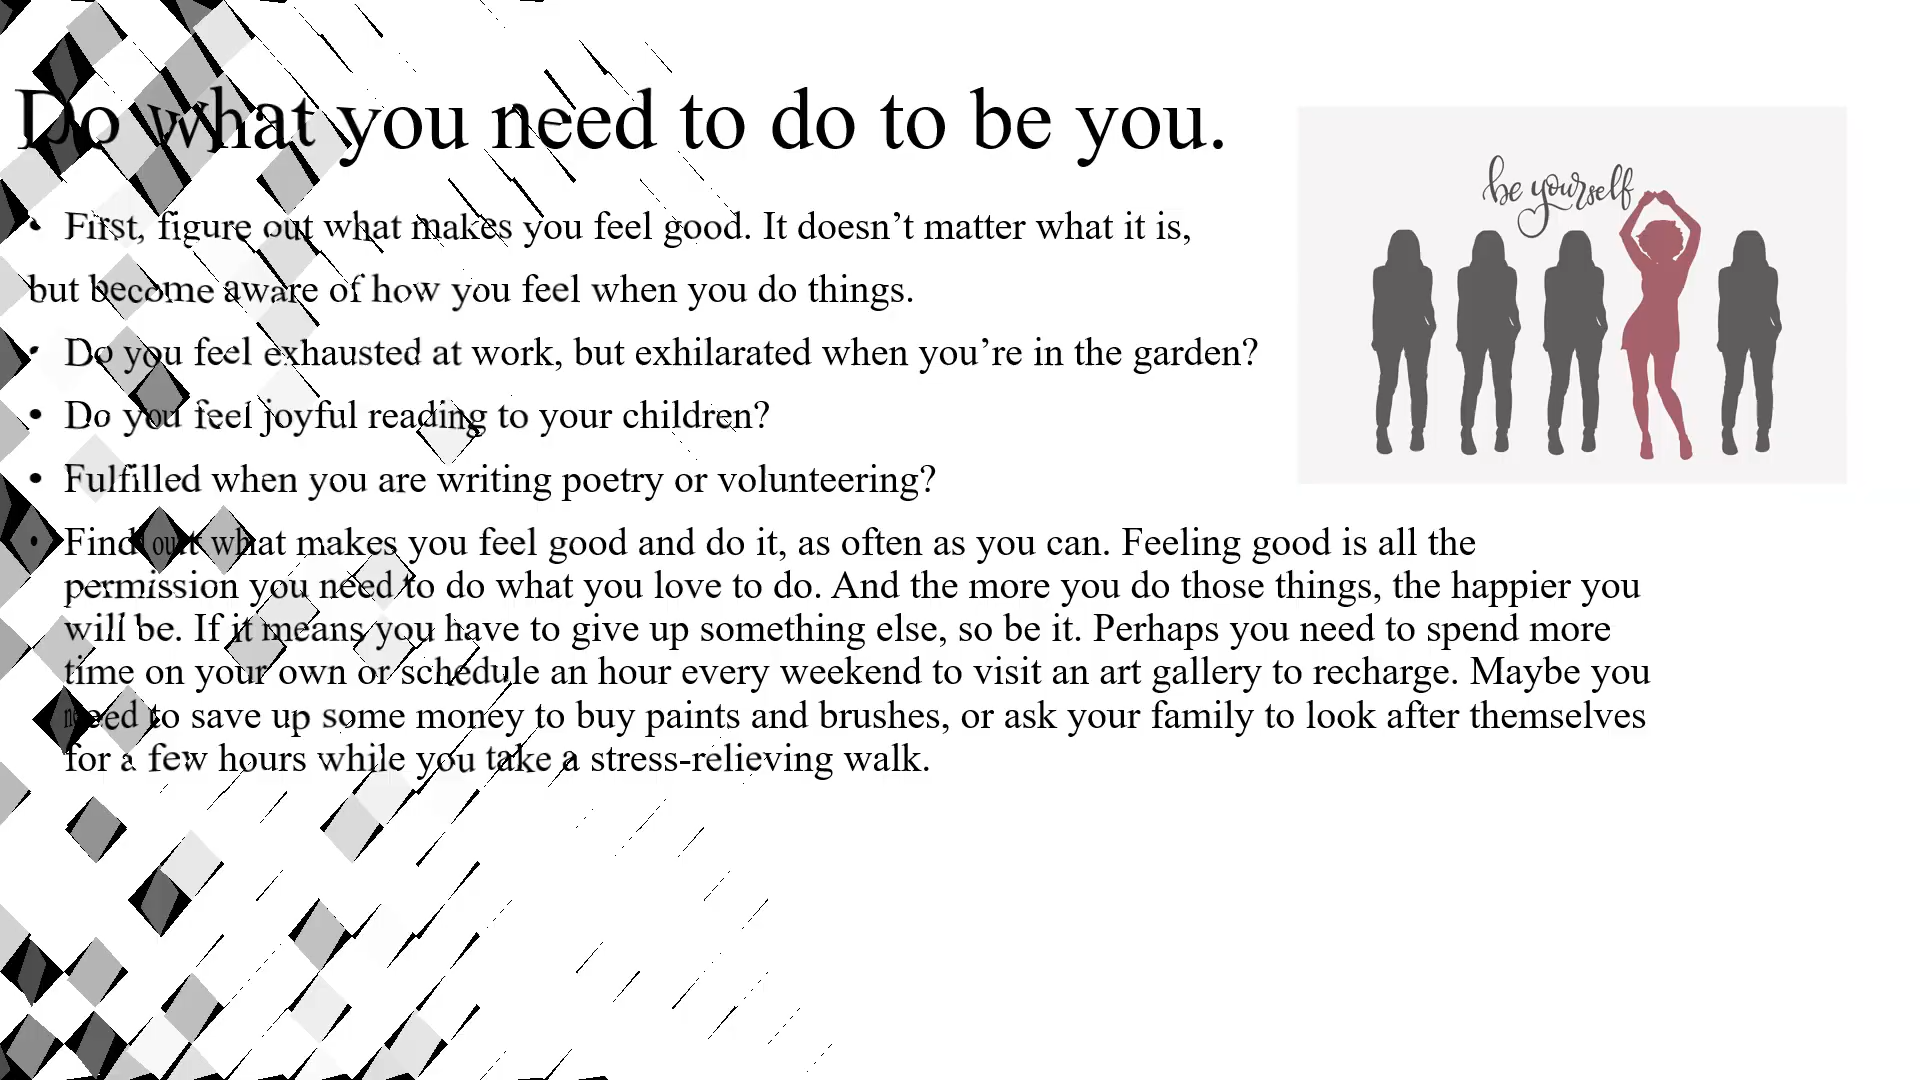 Do what you need to do to be you.
be yourself
• First, figure out what makes you feel good. It doesn’t matter what it is,
but become aware of how you feel when you do things.
• Do you feel exhausted at work, but exhilarated when you’re in the garden?
• Do you feel joyful reading to your children?
• Fulfilled when you are writing poetry or volunteering?
• Find out what makes you feel good and do it, as often as you can. Feeling good is all the
permission you need to do what you love to do. And the more you do those things, the happier you
will be. If it means you have to give up something else, so be it. Perhaps you need to spend more
time on your own or schedule an hour every weekend to visit an art gallery to recharge. Maybe you
need to save up some money to buy paints and brushes, or ask your family to look after themselves
for a few hours while you take a stress-relieving walk.